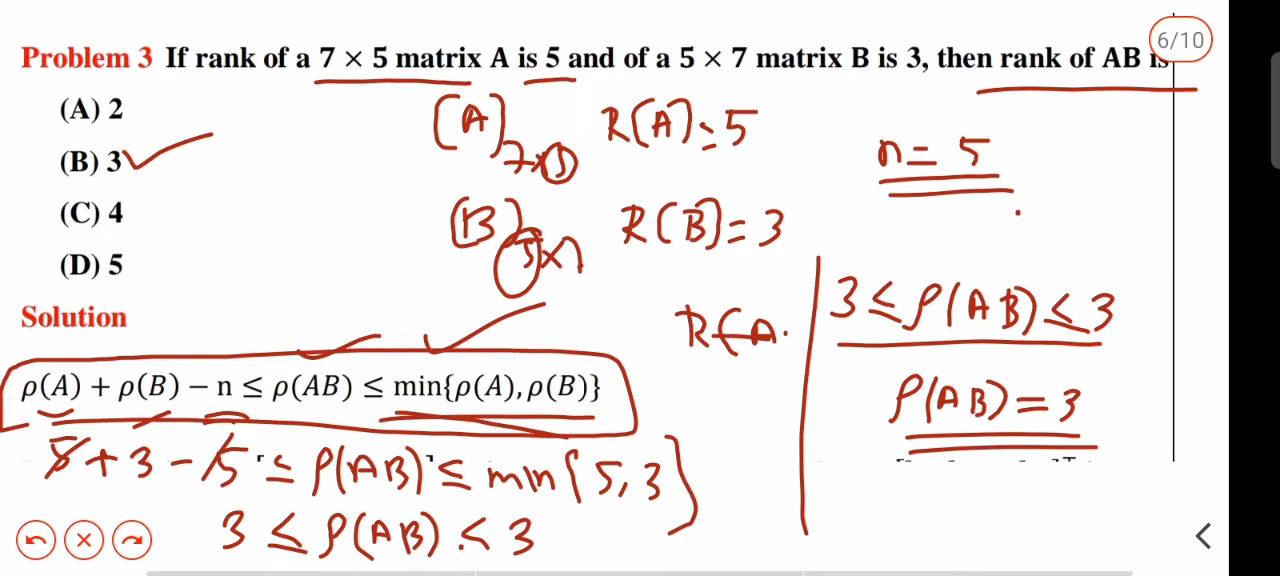 6/10
Problem 3 If rank of a 7 × 5 matrix A is 5 and of a 5 × 7 matrix B is 3, then rank of AB is
(A) 2
(B) 3
(C) 4
(D) 5
[A]7×5 R[A] = 5
n = 5
[B]5×7 R[B] = 3
Solution
R[A.
3 ≤ ρ(AB) ≤ 3
ρ(A) + ρ(B) − n ≤ ρ(AB) ≤ min{ρ(A), ρ(B)}
ρ(AB) = 3
5 + 3 − 5 ≤ ρ(AB) ≤ min{5, 3}
3 ≤ ρ(AB) < 3